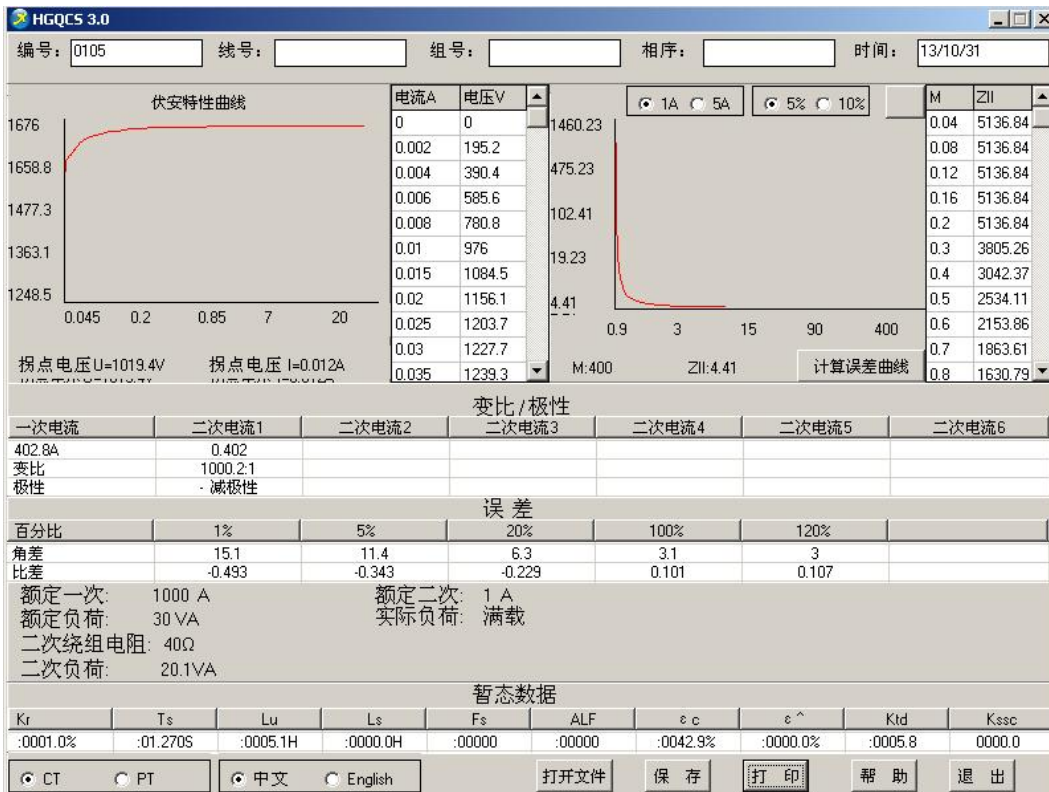 HGQCS 3.0
编号: 0105 线号: 组号: 相序: 时间: 13/10/31
伏安特性曲线
1676
1658.8
1477.3
1363.1
1248.5
0.045 0.2 0.85 7 20
拐点电压U=1019.4V 拐点电压 I=0.012A
电流A 电压V
0 0
0.002 195.2
0.004 390.4
0.006 585.6
0.008 780.8
0.01 976
0.015 1084.5
0.02 1156.1
0.025 1203.7
0.03 1227.7
0.035 1239.3
1A 5A 5% 10%
1460.23
475.23
102.41
19.23
4.41
0.9 3 15 90 400
M:400 ZII:4.41 计算误差曲线
M ZII
0.04 5136.84
0.08 5136.84
0.12 5136.84
0.16 5136.84
0.2 5136.84
0.3 3805.26
0.4 3042.37
0.5 2534.11
0.6 2153.86
0.7 1863.61
0.8 1630.79
变比/极性
一次电流 二次电流1 二次电流2 二次电流3 二次电流4 二次电流5 二次电流6
402.8A 0.402
变比 1000.2:1
极性 - 减极性
误差
百分比 1% 5% 20% 100% 120%
角差 15.1 11.4 6.3 3.1 3
比差 -0.493 -0.343 -0.229 0.101 0.107
额定一次: 1000 A 额定二次: 1 A
额定负荷: 30 VA 实际负荷: 满载
二次绕组电阻: 40Ω
二次负荷: 20.1VA
暂态数据
Kr Ts Lu Ls Fs ALF ε c ε ^ Ktd Kssc
:0001.0% :01.270S :0005.1H :0000.0H :00000 :00000 :0042.9% :0000.0% :0005.8 0000.0
CT PT 中文 English 打开文件 保存 打印 帮助 退出